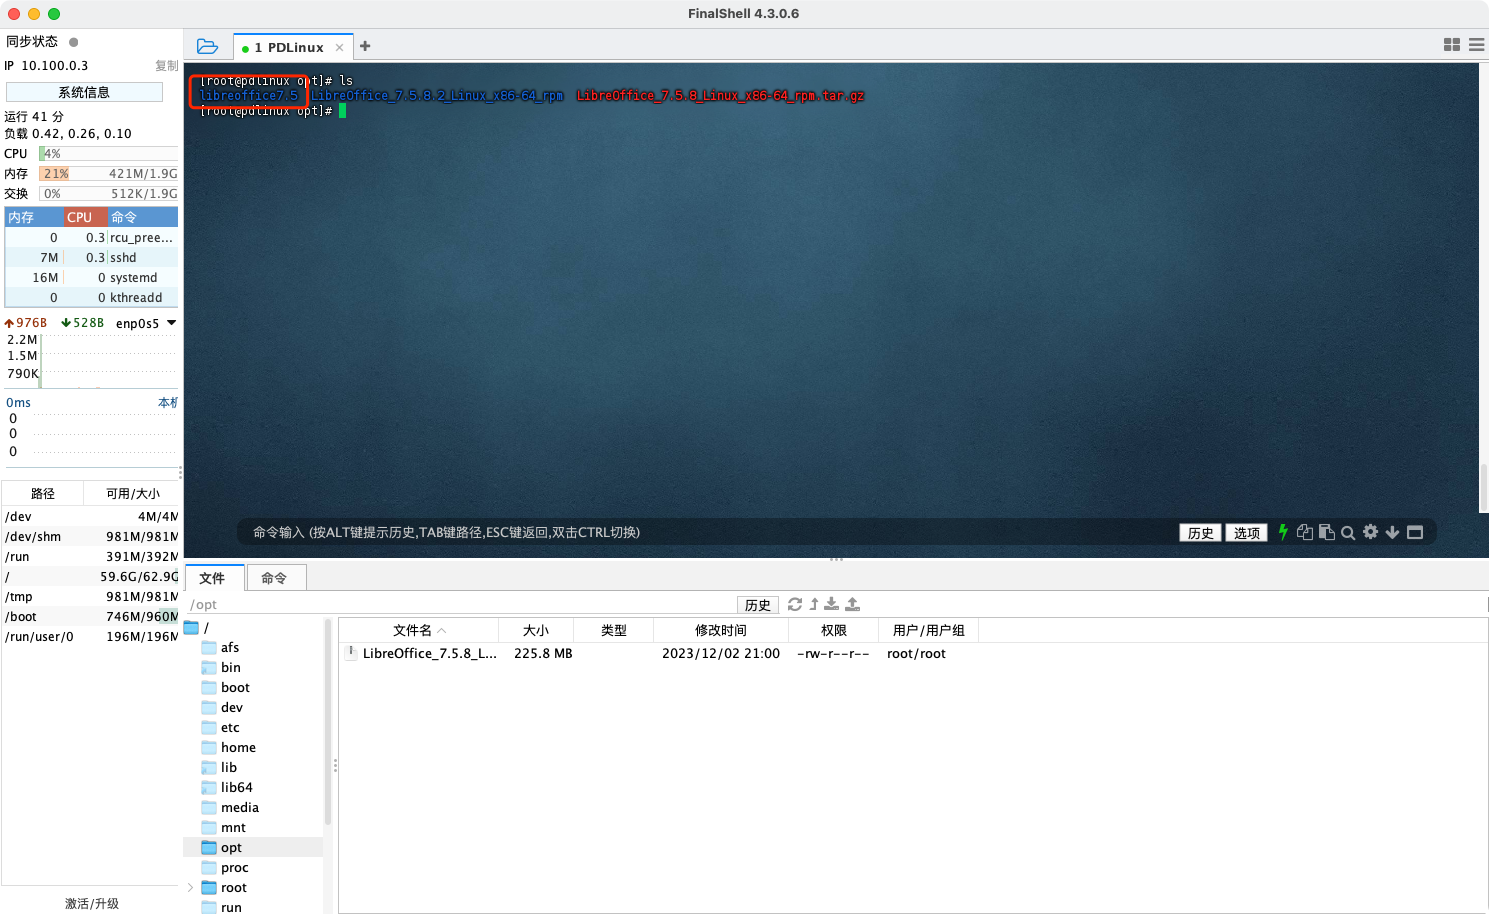 FinalShell 4.3.0.6
同步状态
IP 10.100.0.3 复制
系统信息
运行 41 分
负载 0.42, 0.26, 0.10
CPU 4%
内存 21% 421M/1.9G
交换 0% 512K/1.9G
内存 CPU 命令
0 0.3 rcu_pree...
7M 0.3 sshd
16M 0 systemd
0 0 kthreadd
976B 528B enp0s5
2.2M
1.5M
790K
0ms 本机
0
0
0
路径 可用/大小
/dev 4M/4M
/dev/shm 981M/981M
/run 391M/392M
/ 59.6G/62.9G
/tmp 981M/981M
/boot 746M/960M
/run/user/0 196M/196M
激活/升级
1 PDLinux
[root@pdlinux opt]# ls
libreoffice7.5 LibreOffice_7.5.8.2_Linux_x86-64_rpm LibreOffice_7.5.8_Linux_x86-64_rpm.tar.gz
[root@pdlinux opt]#
命令输入 (按ALT键提示历史,TAB键路径,ESC键返回,双击CTRL切换)
历史 选项
文件 命令
/opt 历史
/
afs
bin
boot
dev
etc
home
lib
lib64
media
mnt
opt
proc
root
run
文件名 大小 类型 修改时间 权限 用户/用户组
LibreOffice_7.5.8_L... 225.8 MB 2023/12/02 21:00 -rw-r--r-- root/root